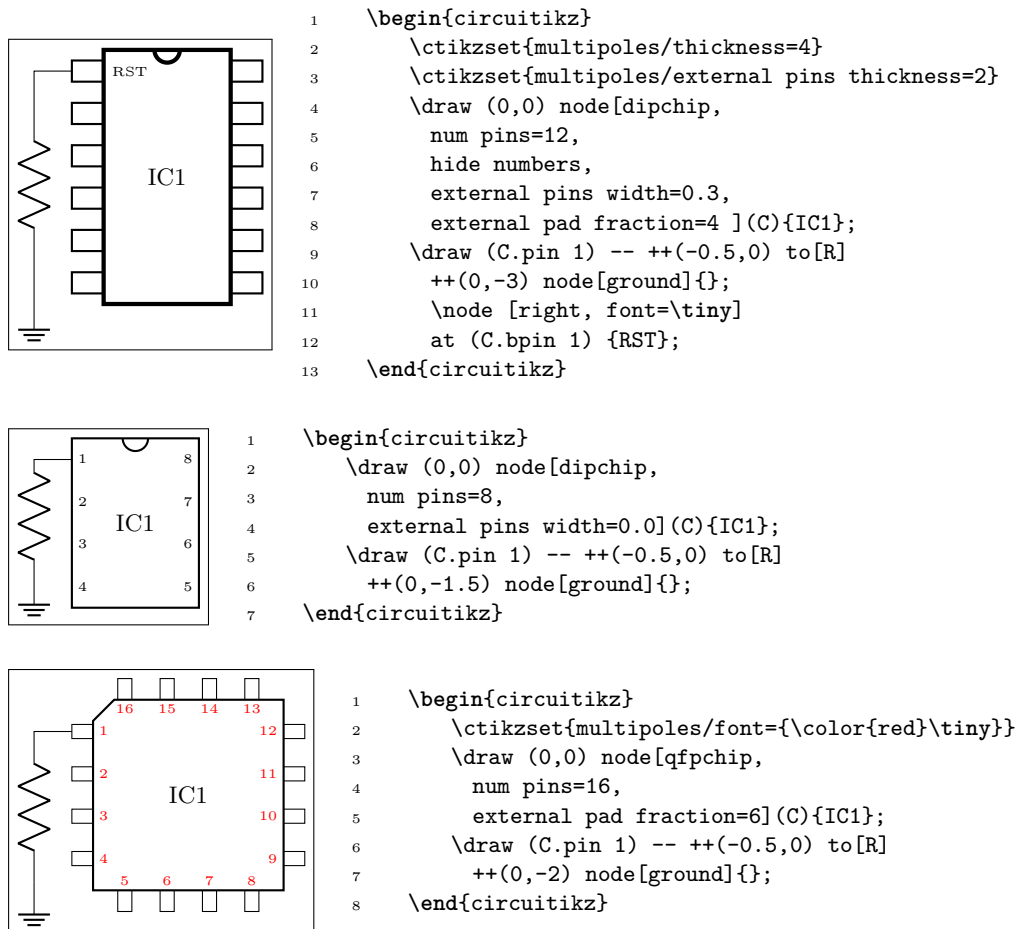 RST
IC1
1 \begin{circuitikz}
2 \ctikzset{multipoles/thickness=4}
3 \ctikzset{multipoles/external pins thickness=2}
4 \draw (0,0) node[dipchip,
5 num pins=12,
6 hide numbers,
7 external pins width=0.3,
8 external pad fraction=4 ](C){IC1};
9 \draw (C.pin 1) -- ++(-0.5,0) to[R]
10 ++(0,-3) node[ground]{};
11 \node [right, font=\tiny]
12 at (C.bpin 1) {RST};
13 \end{circuitikz}
1 8
2 7
IC1
3 6
4 5
1 \begin{circuitikz}
2 \draw (0,0) node[dipchip,
3 num pins=8,
4 external pins width=0.0](C){IC1};
5 \draw (C.pin 1) -- ++(-0.5,0) to[R]
6 ++(0,-1.5) node[ground]{};
7 \end{circuitikz}
16 15 14 13
1 12
2 11
IC1
3 10
4 9
5 6 7 8
1 \begin{circuitikz}
2 \ctikzset{multipoles/font={\color{red}\tiny}}
3 \draw (0,0) node[qfpchip,
4 num pins=16,
5 external pad fraction=6](C){IC1};
6 \draw (C.pin 1) -- ++(-0.5,0) to[R]
7 ++(0,-2) node[ground]{};
8 \end{circuitikz}